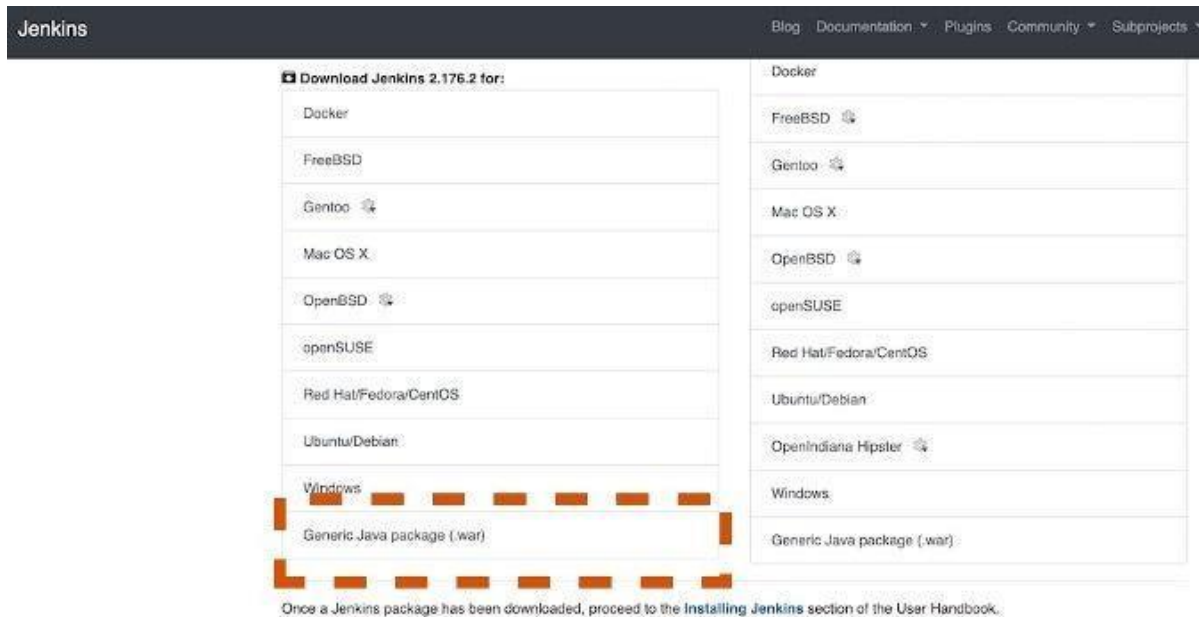 Jenkins
Blog Documentation Plugins Community Subprojects
Download Jenkins 2.176.2 for:
Docker
FreeBSD
Gentoo
Mac OS X
OpenBSD
openSUSE
Red Hat/Fedora/CentOS
Ubuntu/Debian
Windows
Generic Java package (.war)
Docker
FreeBSD
Gentoo
Mac OS X
OpenBSD
openSUSE
Red Hat/Fedora/CentOS
Ubuntu/Debian
OpenIndiana Hipster
Windows
Generic Java package (.war)
Once a Jenkins package has been downloaded, proceed to the Installing Jenkins section of the User Handbook.